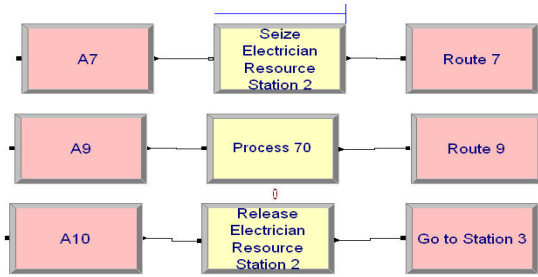 A7
Seize
Electrician
Resource
Station 2
Route 7
A9
Process 70
Route 9
0
A10
Release
Electrician
Resource
Station 2
Go to Station 3